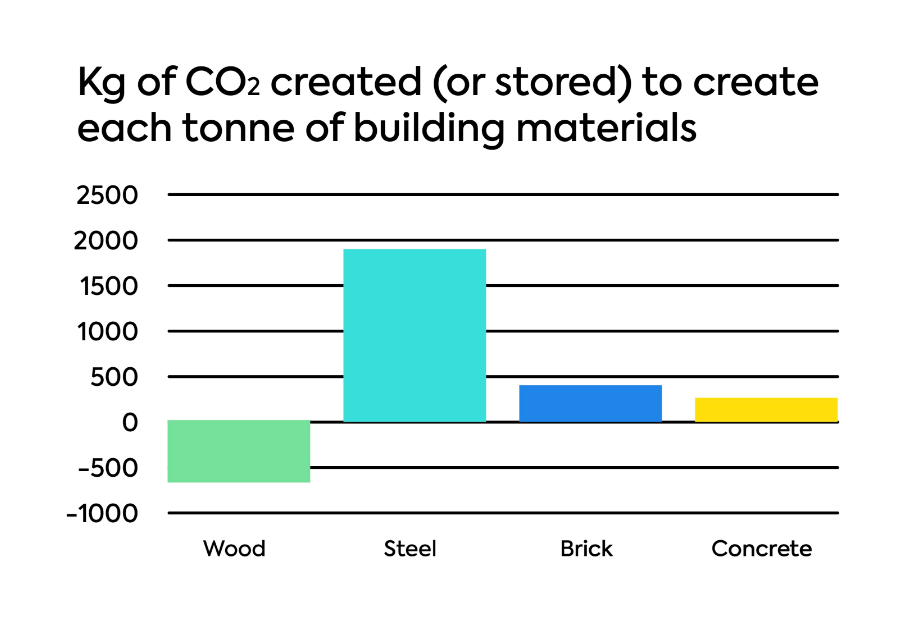 Kg of CO2 created (or stored) to create
each tonne of building materials
2500
2000
1500
1000
500
0
-500
-1000
Wood Steel Brick Concrete